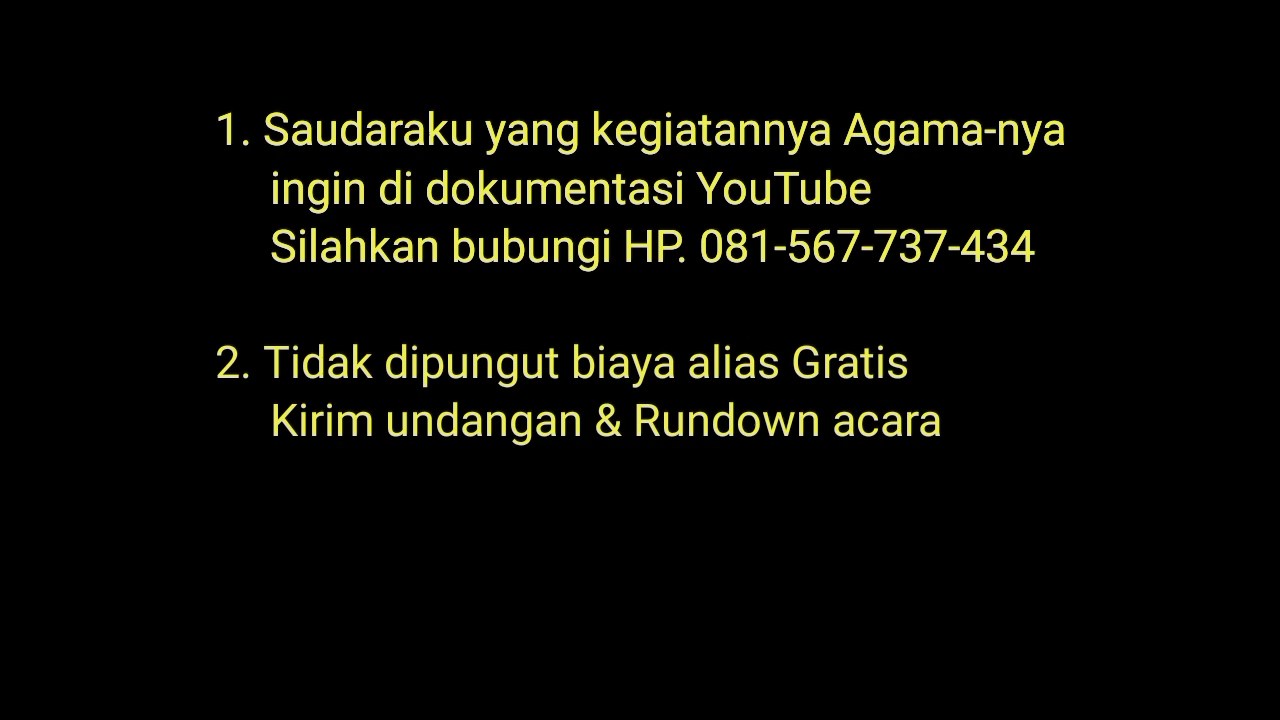 1. Saudaraku yang kegiatannya Agama-nya
ingin di dokumentasi YouTube
Silahkan bubungi HP. 081-567-737-434
2. Tidak dipungut biaya alias Gratis
Kirim undangan & Rundown acara